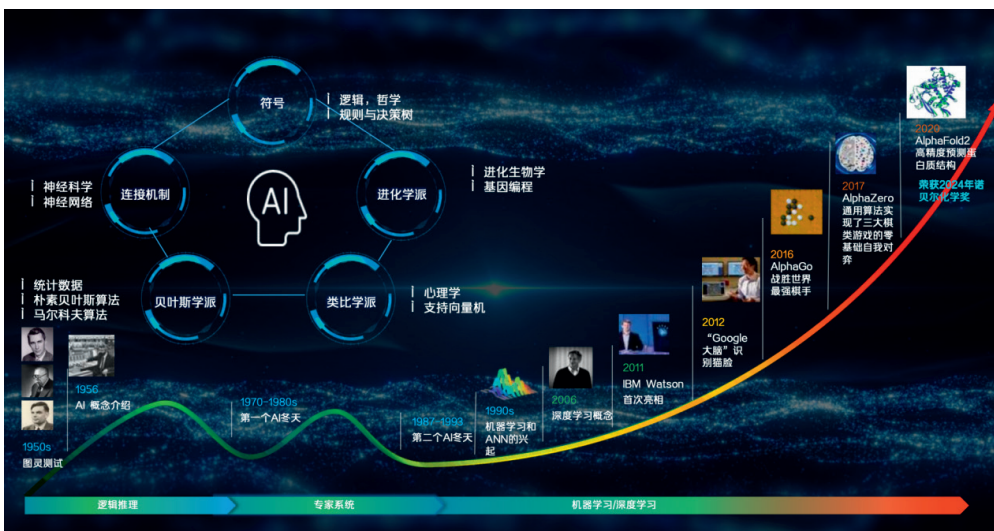 符号
逻辑，哲学
规则与决策树
连接机制
神经科学
神经网络
AI
进化学派
进化生物学
基因编程
贝叶斯学派
统计数据
朴素贝叶斯算法
马尔科夫算法
类比学派
心理学
支持向量机
1950s
图灵测试
1956
AI 概念介绍
1970-1980s
第一个AI冬天
1987-1993
第二个AI冬天
1990s
机器学习和
ANN的兴
起
2006
深度学习概念
2011
IBM Watson
首次亮相
2012
“Google
大脑”识
别猫脸
2016
AlphaGo
战胜世界
最强棋手
2017
AlphaZero
通用算法实
现了三大棋
类游戏的零
基础自我对
弈
2020
AlphaFold2
高精度预测蛋
白质结构
荣获2024年诺
贝尔化学奖
逻辑推理
专家系统
机器学习/深度学习